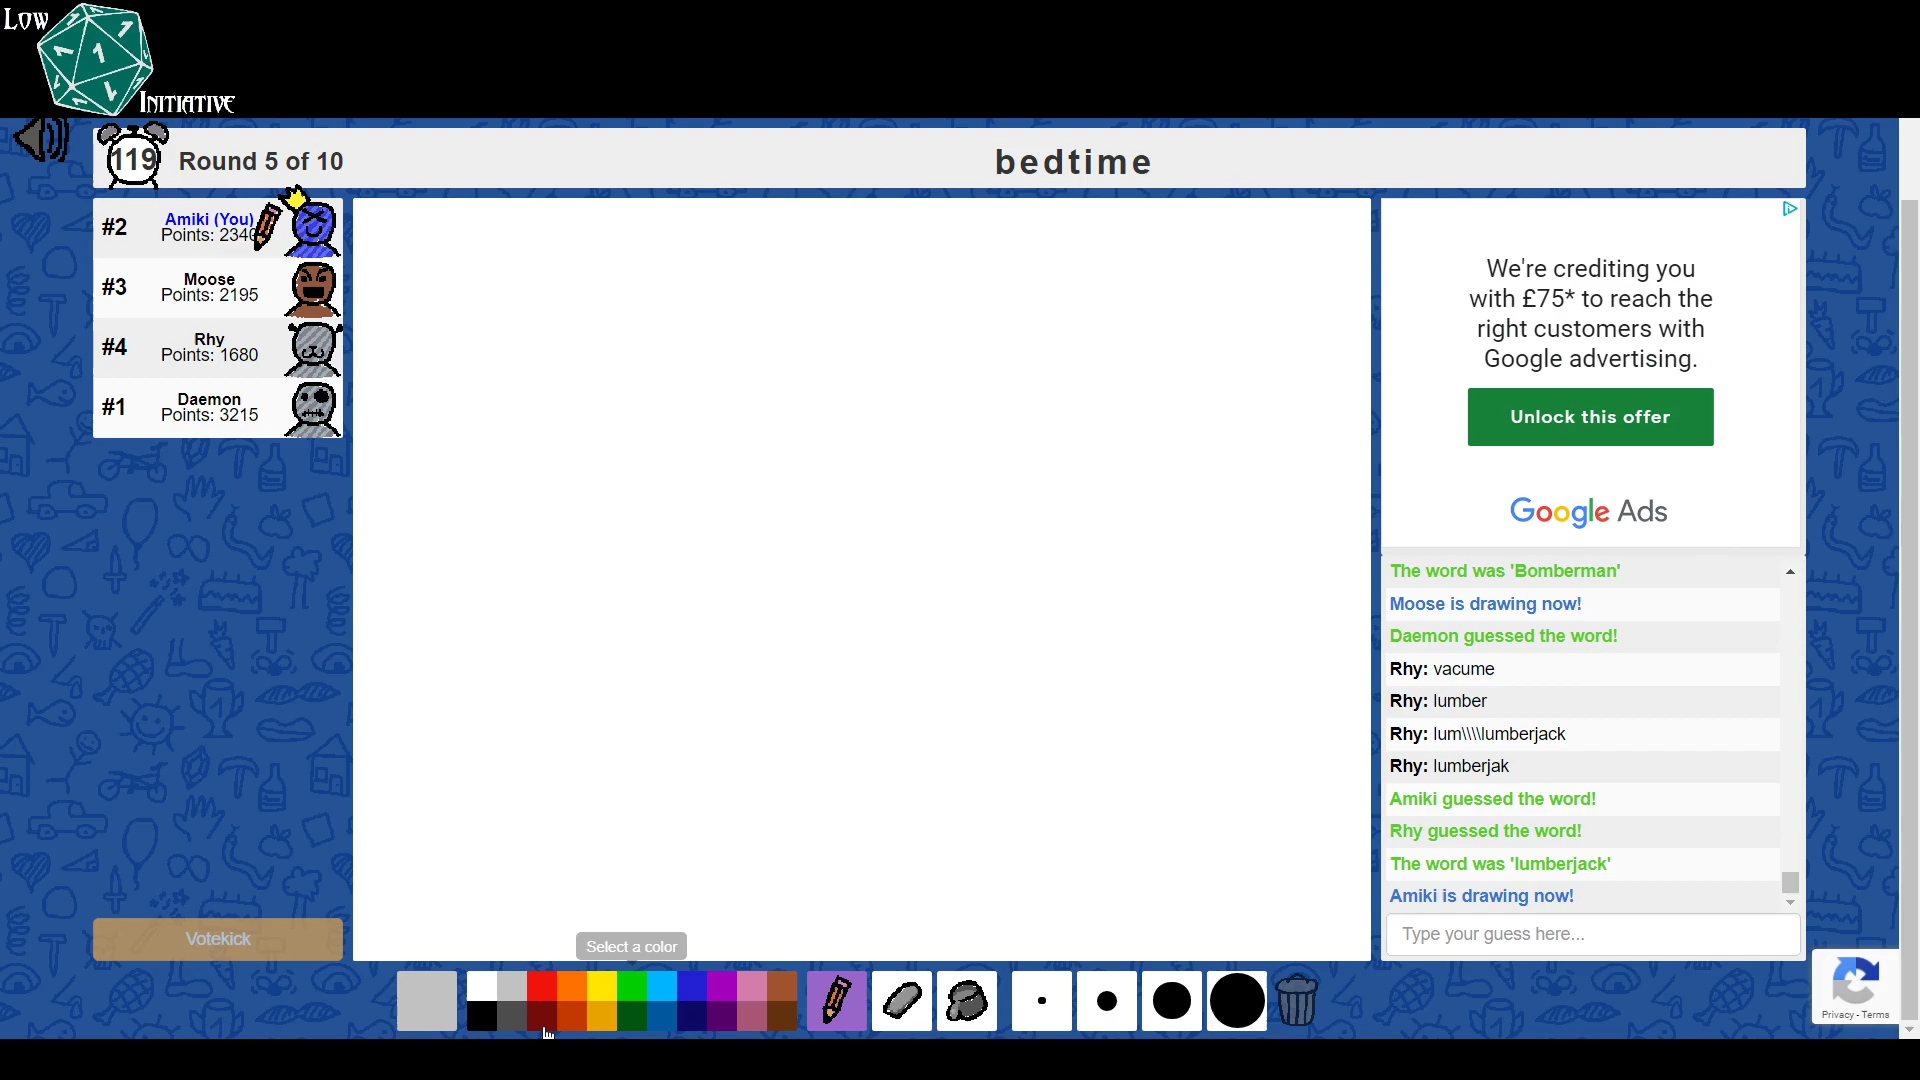 Low
Initiative
119
Round 5 of 10
bedtime
#2
Amiki (You)
Points: 2340
#3
Moose
Points: 2195
#4
Rhy
Points: 1680
#1
Daemon
Points: 3215
Votekick
Select a color
We're crediting you
with £75* to reach the
right customers with
Google advertising.
Unlock this offer
Google Ads
The word was 'Bomberman'
Moose is drawing now!
Daemon guessed the word!
Rhy: vacume
Rhy: lumber
Rhy: lum\\\\lumberjack
Rhy: lumberjak
Amiki guessed the word!
Rhy guessed the word!
The word was 'lumberjack'
Amiki is drawing now!
Type your guess here...
Privacy - Terms